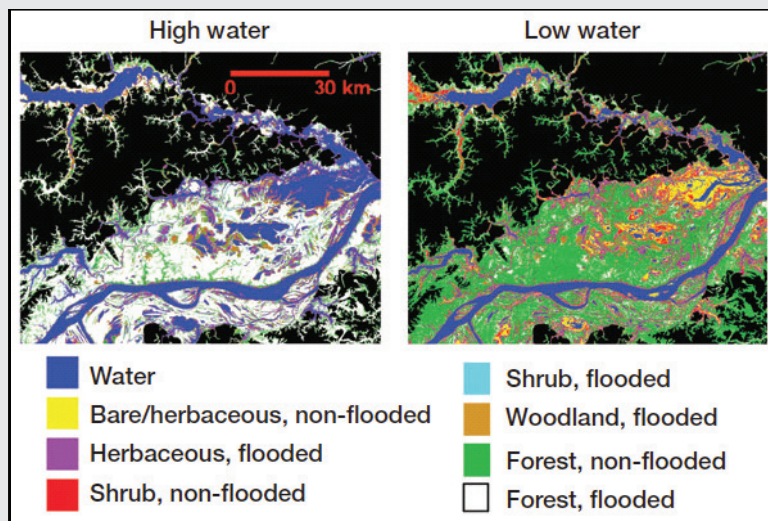 High water
Low water
0 30 km
Water
Bare/herbaceous, non-flooded
Herbaceous, flooded
Shrub, non-flooded
Shrub, flooded
Woodland, flooded
Forest, non-flooded
Forest, flooded